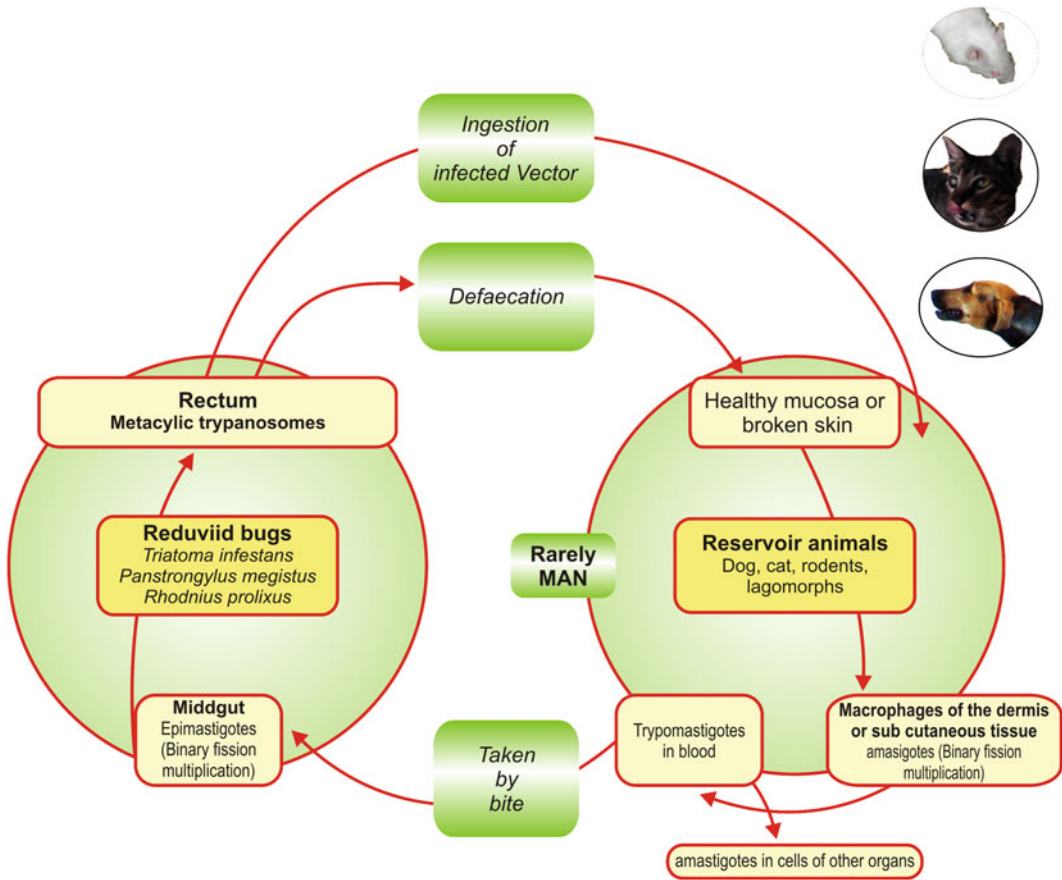 Ingestion
of
infected Vector
Defaecation
Rectum
Metacylic trypanosomes
Healthy mucosa or
broken skin
Reduviid bugs
Triatoma infestans
Panstrongylus megistus
Rhodnius prolixus
Rarely
MAN
Reservoir animals
Dog, cat, rodents,
lagomorphs
Middgut
Epimastigotes
(Binary fission
multiplication)
Taken
by
bite
Trypomastigotes
in blood
Macrophages of the dermis
or sub cutaneous tissue
amasigotes (Binary fission
multiplication)
amastigotes in cells of other organs